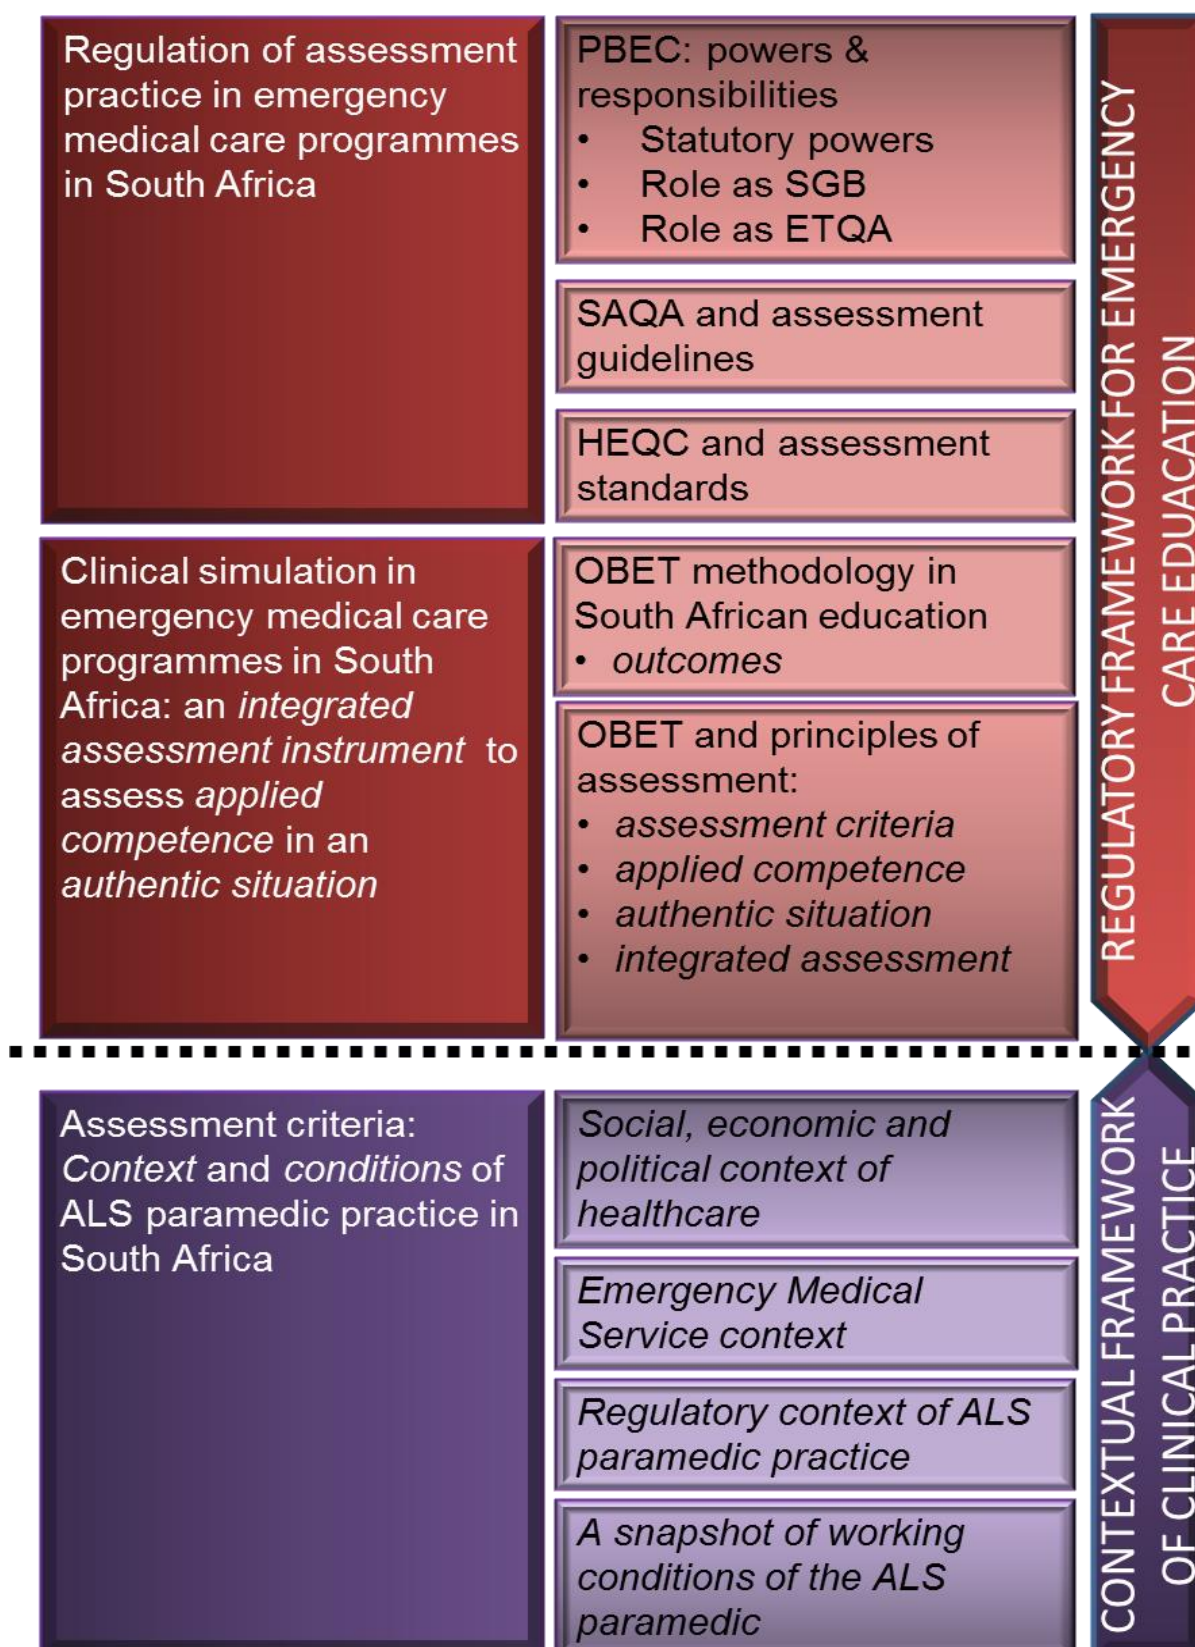 Regulation of assessment
practice in emergency
medical care programmes
in South Africa
PBEC: powers &
responsibilities
• Statutory powers
• Role as SGB
• Role as ETQA
SAQA and assessment
guidelines
HEQC and assessment
standards
Clinical simulation in
emergency medical care
programmes in South
Africa: an integrated
assessment instrument to
assess applied
competence in an
authentic situation
OBET methodology in
South African education
• outcomes
OBET and principles of
assessment:
• assessment criteria
• applied competence
• authentic situation
• integrated assessment
REGULATORY FRAMEWORK FOR EMERGENCY
CARE EDUACATION
Assessment criteria:
Context and conditions of
ALS paramedic practice in
South Africa
Social, economic and
political context of
healthcare
Emergency Medical
Service context
Regulatory context of ALS
paramedic practice
A snapshot of working
conditions of the ALS
paramedic
CONTEXTUAL FRAMEWORK
OF CLINICAL PRACTICE